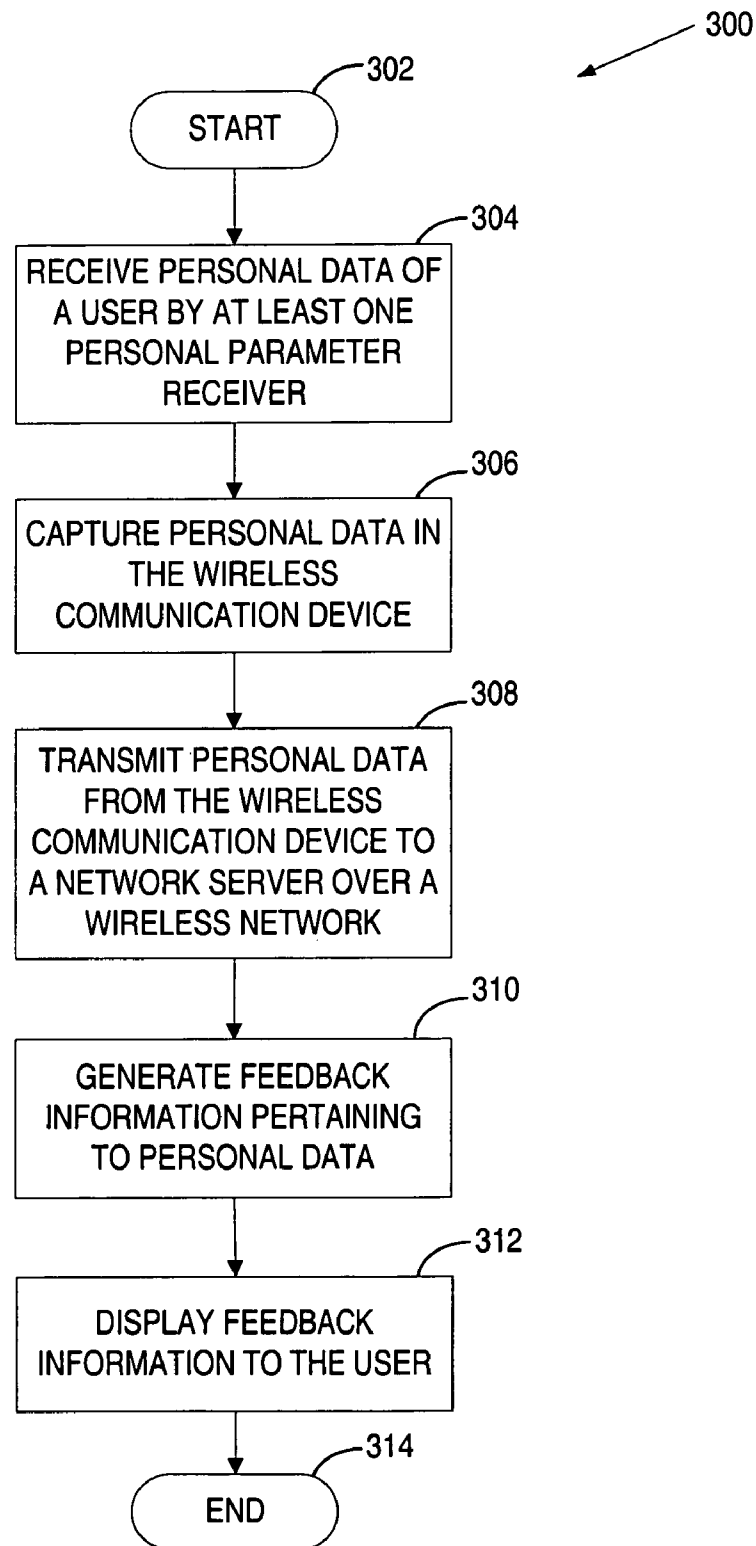 300
302
START
304
RECEIVE PERSONAL DATA OF
A USER BY AT LEAST ONE
PERSONAL PARAMETER
RECEIVER
306
CAPTURE PERSONAL DATA IN
THE WIRELESS
COMMUNICATION DEVICE
308
TRANSMIT PERSONAL DATA
FROM THE WIRELESS
COMMUNICATION DEVICE TO
A NETWORK SERVER OVER A
WIRELESS NETWORK
310
GENERATE FEEDBACK
INFORMATION PERTAINING
TO PERSONAL DATA
312
DISPLAY FEEDBACK
INFORMATION TO THE USER
314
END